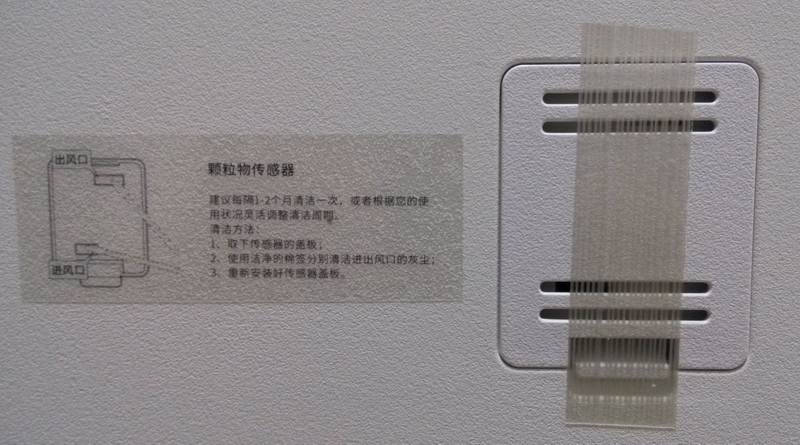 出风口
进风口
颗粒物传感器
建议每隔1-2个月清洁一次，或者根据您的使
用状况灵活调整清洁周期。
清洁方法：
1、取下传感器的盖板；
2、使用洁净的棉签分别清洁进出风口的灰尘；
3、重新安装好传感器盖板。